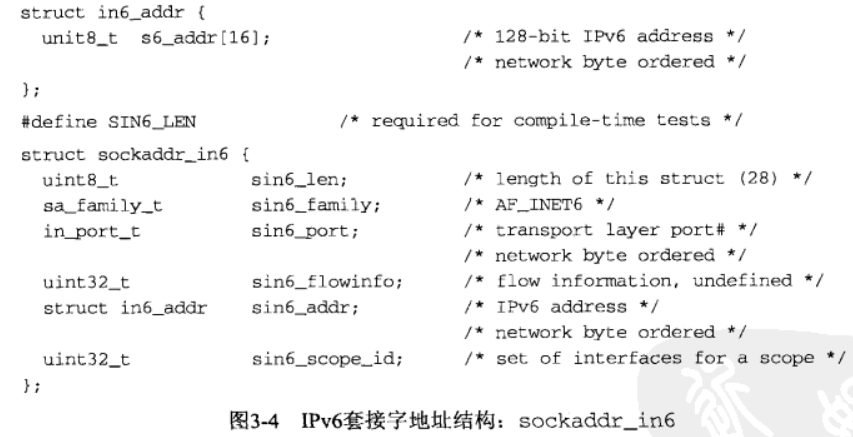 struct in6_addr {
unit8_t s6_addr[16]; /* 128-bit IPv6 address */
/* network byte ordered */
};
#define SIN6_LEN /* required for compile-time tests */
struct sockaddr_in6 {
uint8_t sin6_len; /* length of this struct (28) */
sa_family_t sin6_family; /* AF_INET6 */
in_port_t sin6_port; /* transport layer port# */
/* network byte ordered */
uint32_t sin6_flowinfo; /* flow information, undefined */
struct in6_addr sin6_addr; /* IPv6 address */
/* network byte ordered */
uint32_t sin6_scope_id; /* set of interfaces for a scope */
};
图3-4 IPv6套接字地址结构：sockaddr_in6